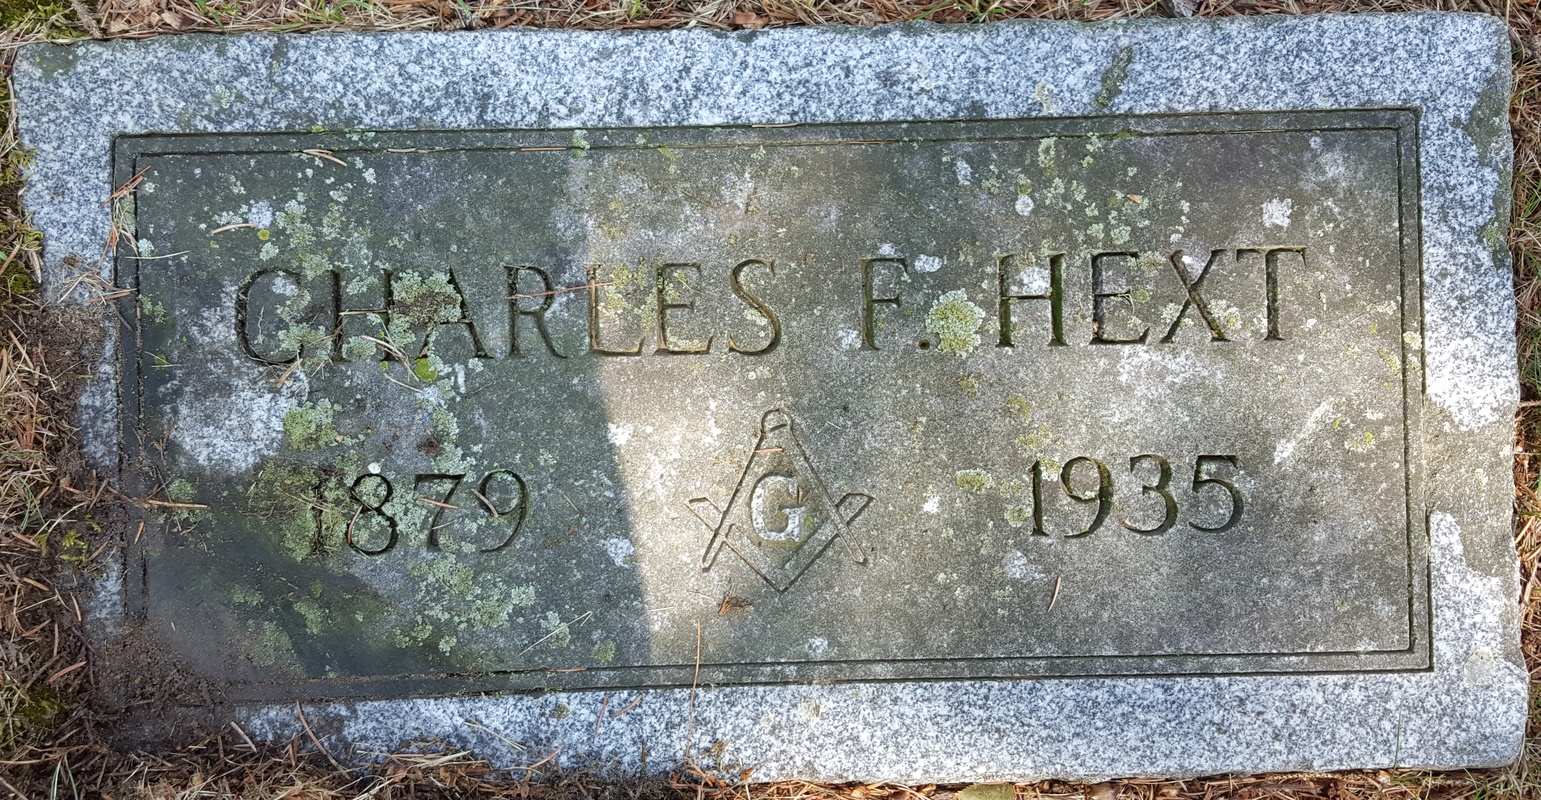 CHARLES F. HEXT
1879 G 1935